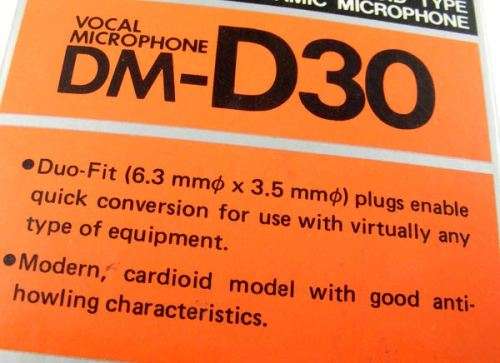 TYPE
MICROPHONE
VOCAL
MICROPHONE
DM-D30
•Duo-Fit (6.3 mmϕ x 3.5 mmϕ) plugs enable
quick conversion for use with virtually any
type of equipment.
•Modern, cardioid model with good anti-
howling characteristics.